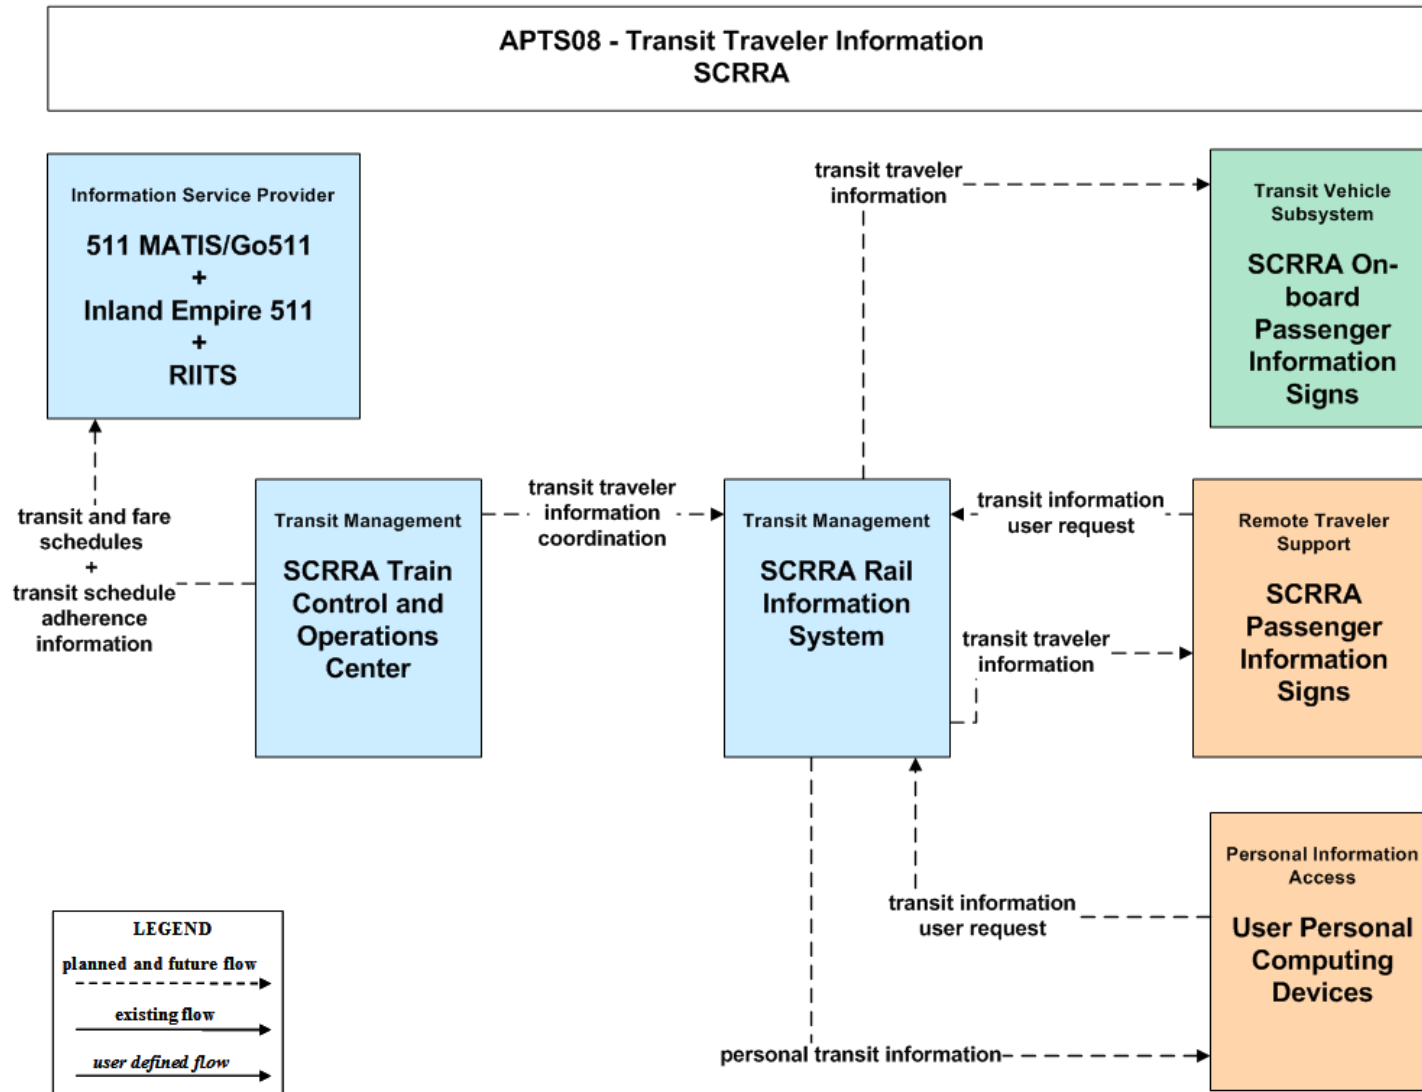 APTS08 - Transit Traveler Information
SCRRA
Information Service Provider
511 MATIS/Go511
+
Inland Empire 511
+
RIITS
transit traveler
information
Transit Vehicle
Subsystem
SCRRA On-
board
Passenger
Information
Signs
transit and fare
schedules
+
transit schedule
adherence
information
Transit Management
SCRRA Train
Control and
Operations
Center
transit traveler
information
coordination
Transit Management
SCRRA Rail
Information
System
transit information
user request
Remote Traveler
Support
SCRRA
Passenger
Information
Signs
transit traveler
information
Personal Information
Access
User Personal
Computing
Devices
transit information
user request
personal transit information
LEGEND
planned and future flow
existing flow
user defined flow